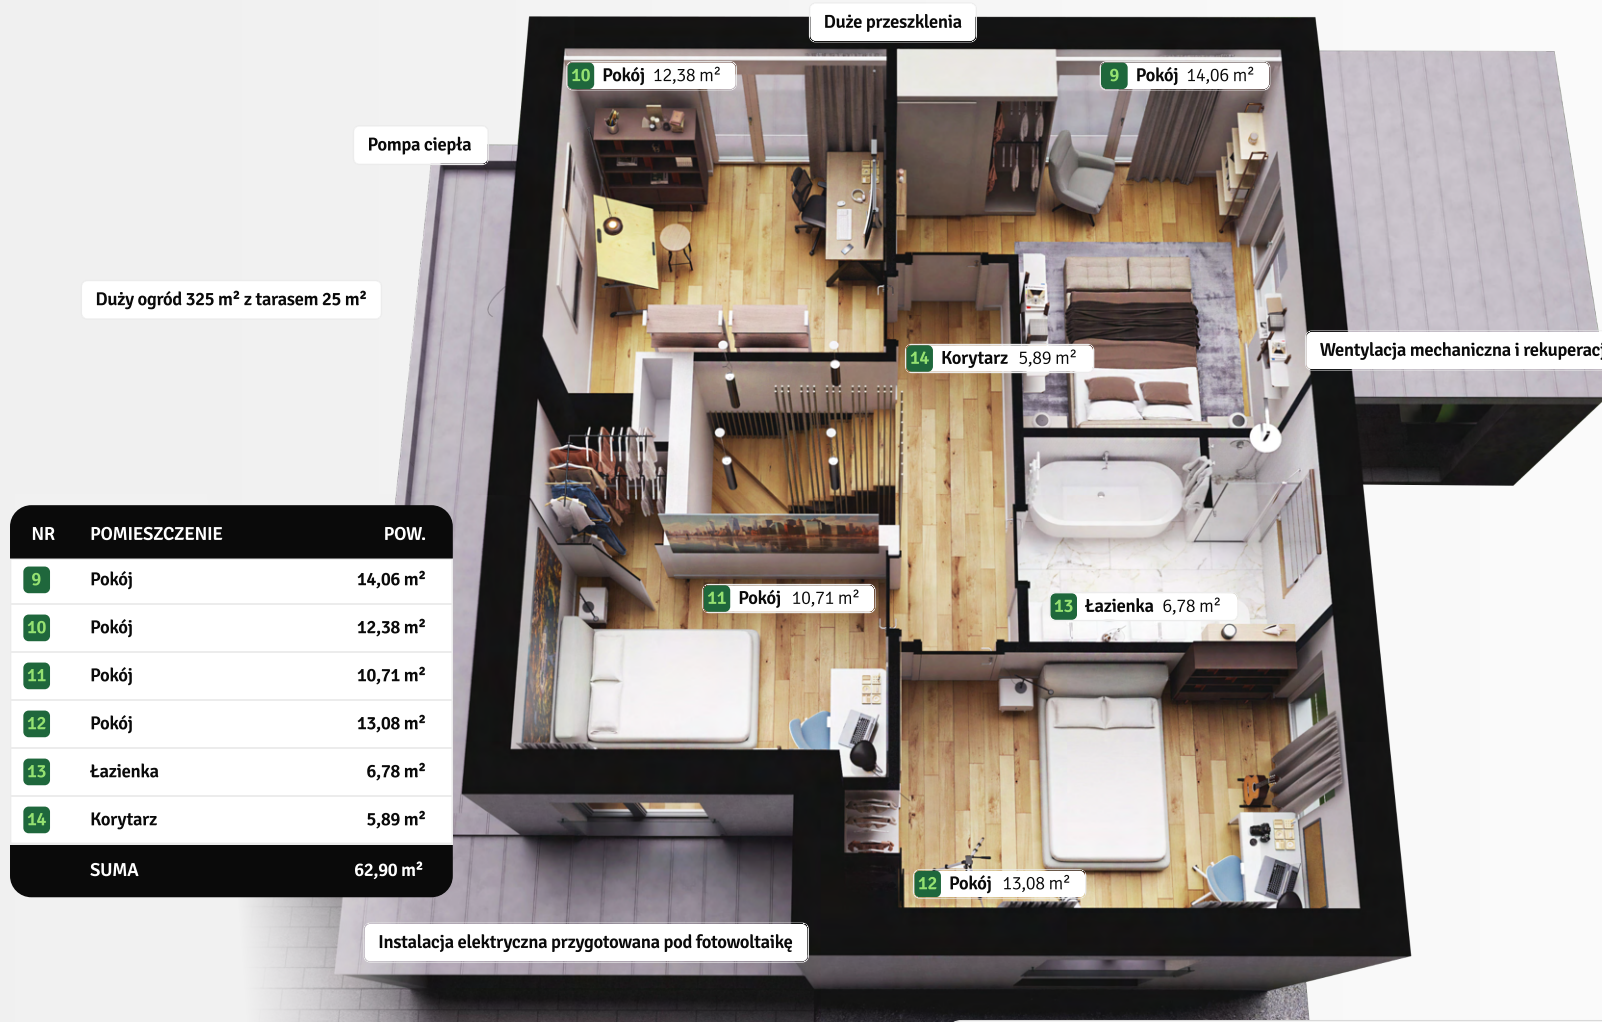 Duże przeszklenia
10 Pokój 12,38 m²
9 Pokój 14,06 m²
Pompa ciepła
Duży ogród 325 m² z tarasem 25 m²
14 Korytarz 5,89 m²
Wentylacja mechaniczna i rekuperacj
NR POMIESZCZENIE POW.
9 Pokój 14,06 m²
10 Pokój 12,38 m²
11 Pokój 10,71 m²
12 Pokój 13,08 m²
13 Łazienka 6,78 m²
14 Korytarz 5,89 m²
SUMA 62,90 m²
11 Pokój 10,71 m²
13 Łazienka 6,78 m²
12 Pokój 13,08 m²
Instalacja elektryczna przygotowana pod fotowoltaikę